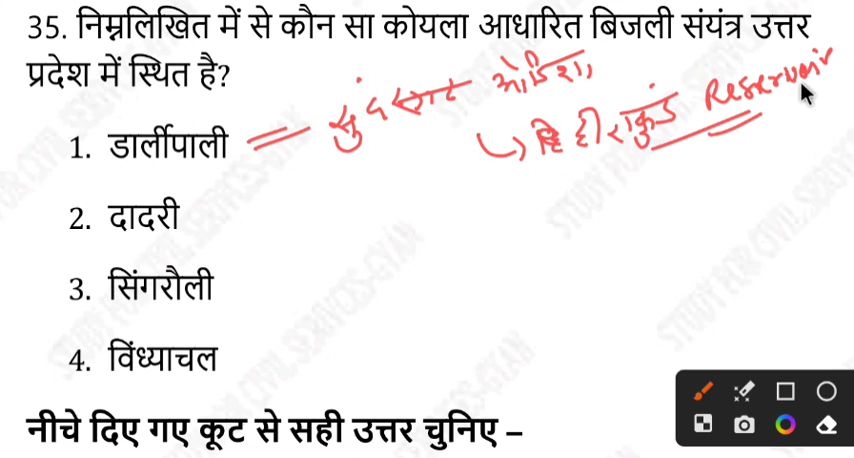 35. निम्नलिखित में से कौन सा कोयला आधारित बिजली संयंत्र उत्तर
प्रदेश में स्थित है?
ओडिशा,
हीराकुंड Reservoir
1. डार्लीपाली
2. दादरी
3. सिंगरौली
4. विंध्याचल
नीचे दिए गए कूट से सही उत्तर चुनिए –